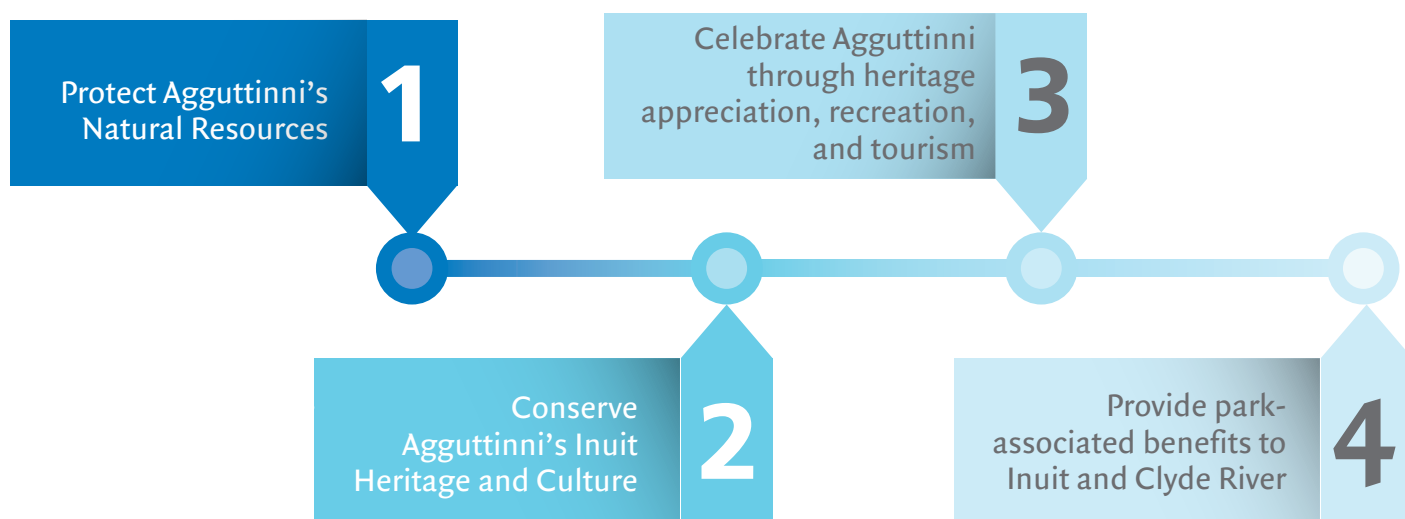 Protect Agguttinni’s
Natural Resources
1
Conserve
Agguttinni’s Inuit
Heritage and Culture
2
Celebrate Agguttinni
through heritage
appreciation, recreation,
and tourism
3
Provide park-
associated benefits to
Inuit and Clyde River
4